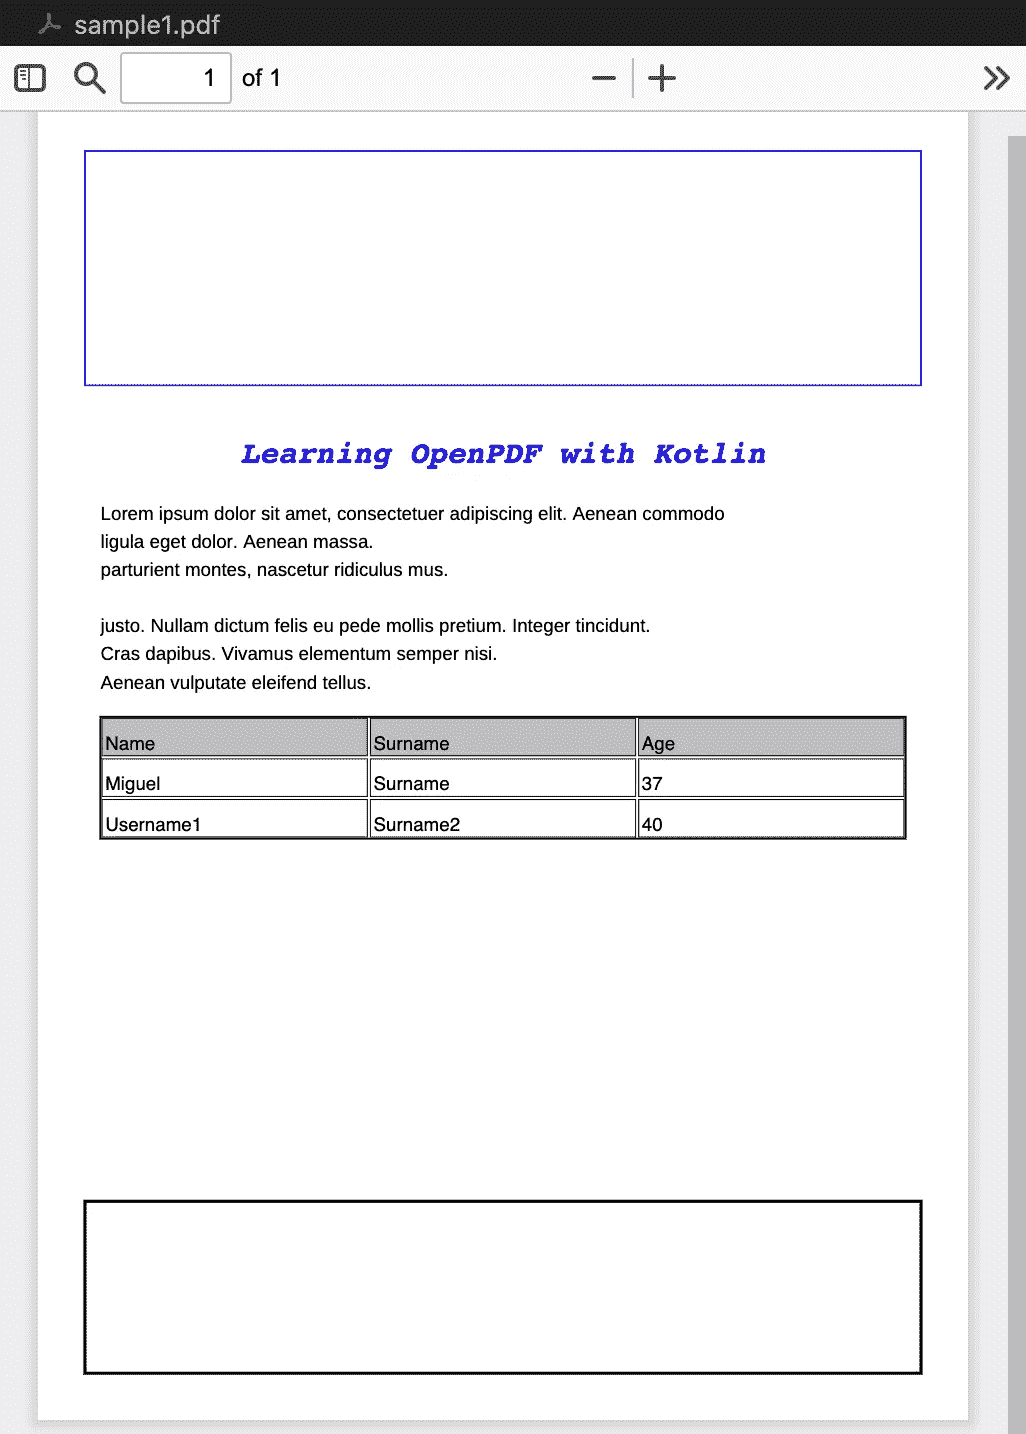 sample1.pdf
1 of 1
Learning OpenPDF with Kotlin
Lorem ipsum dolor sit amet, consectetuer adipiscing elit. Aenean commodo
ligula eget dolor. Aenean massa.
parturient montes, nascetur ridiculus mus.
justo. Nullam dictum felis eu pede mollis pretium. Integer tincidunt.
Cras dapibus. Vivamus elementum semper nisi.
Aenean vulputate eleifend tellus.
Name Surname Age
Miguel Surname 37
Username1 Surname2 40